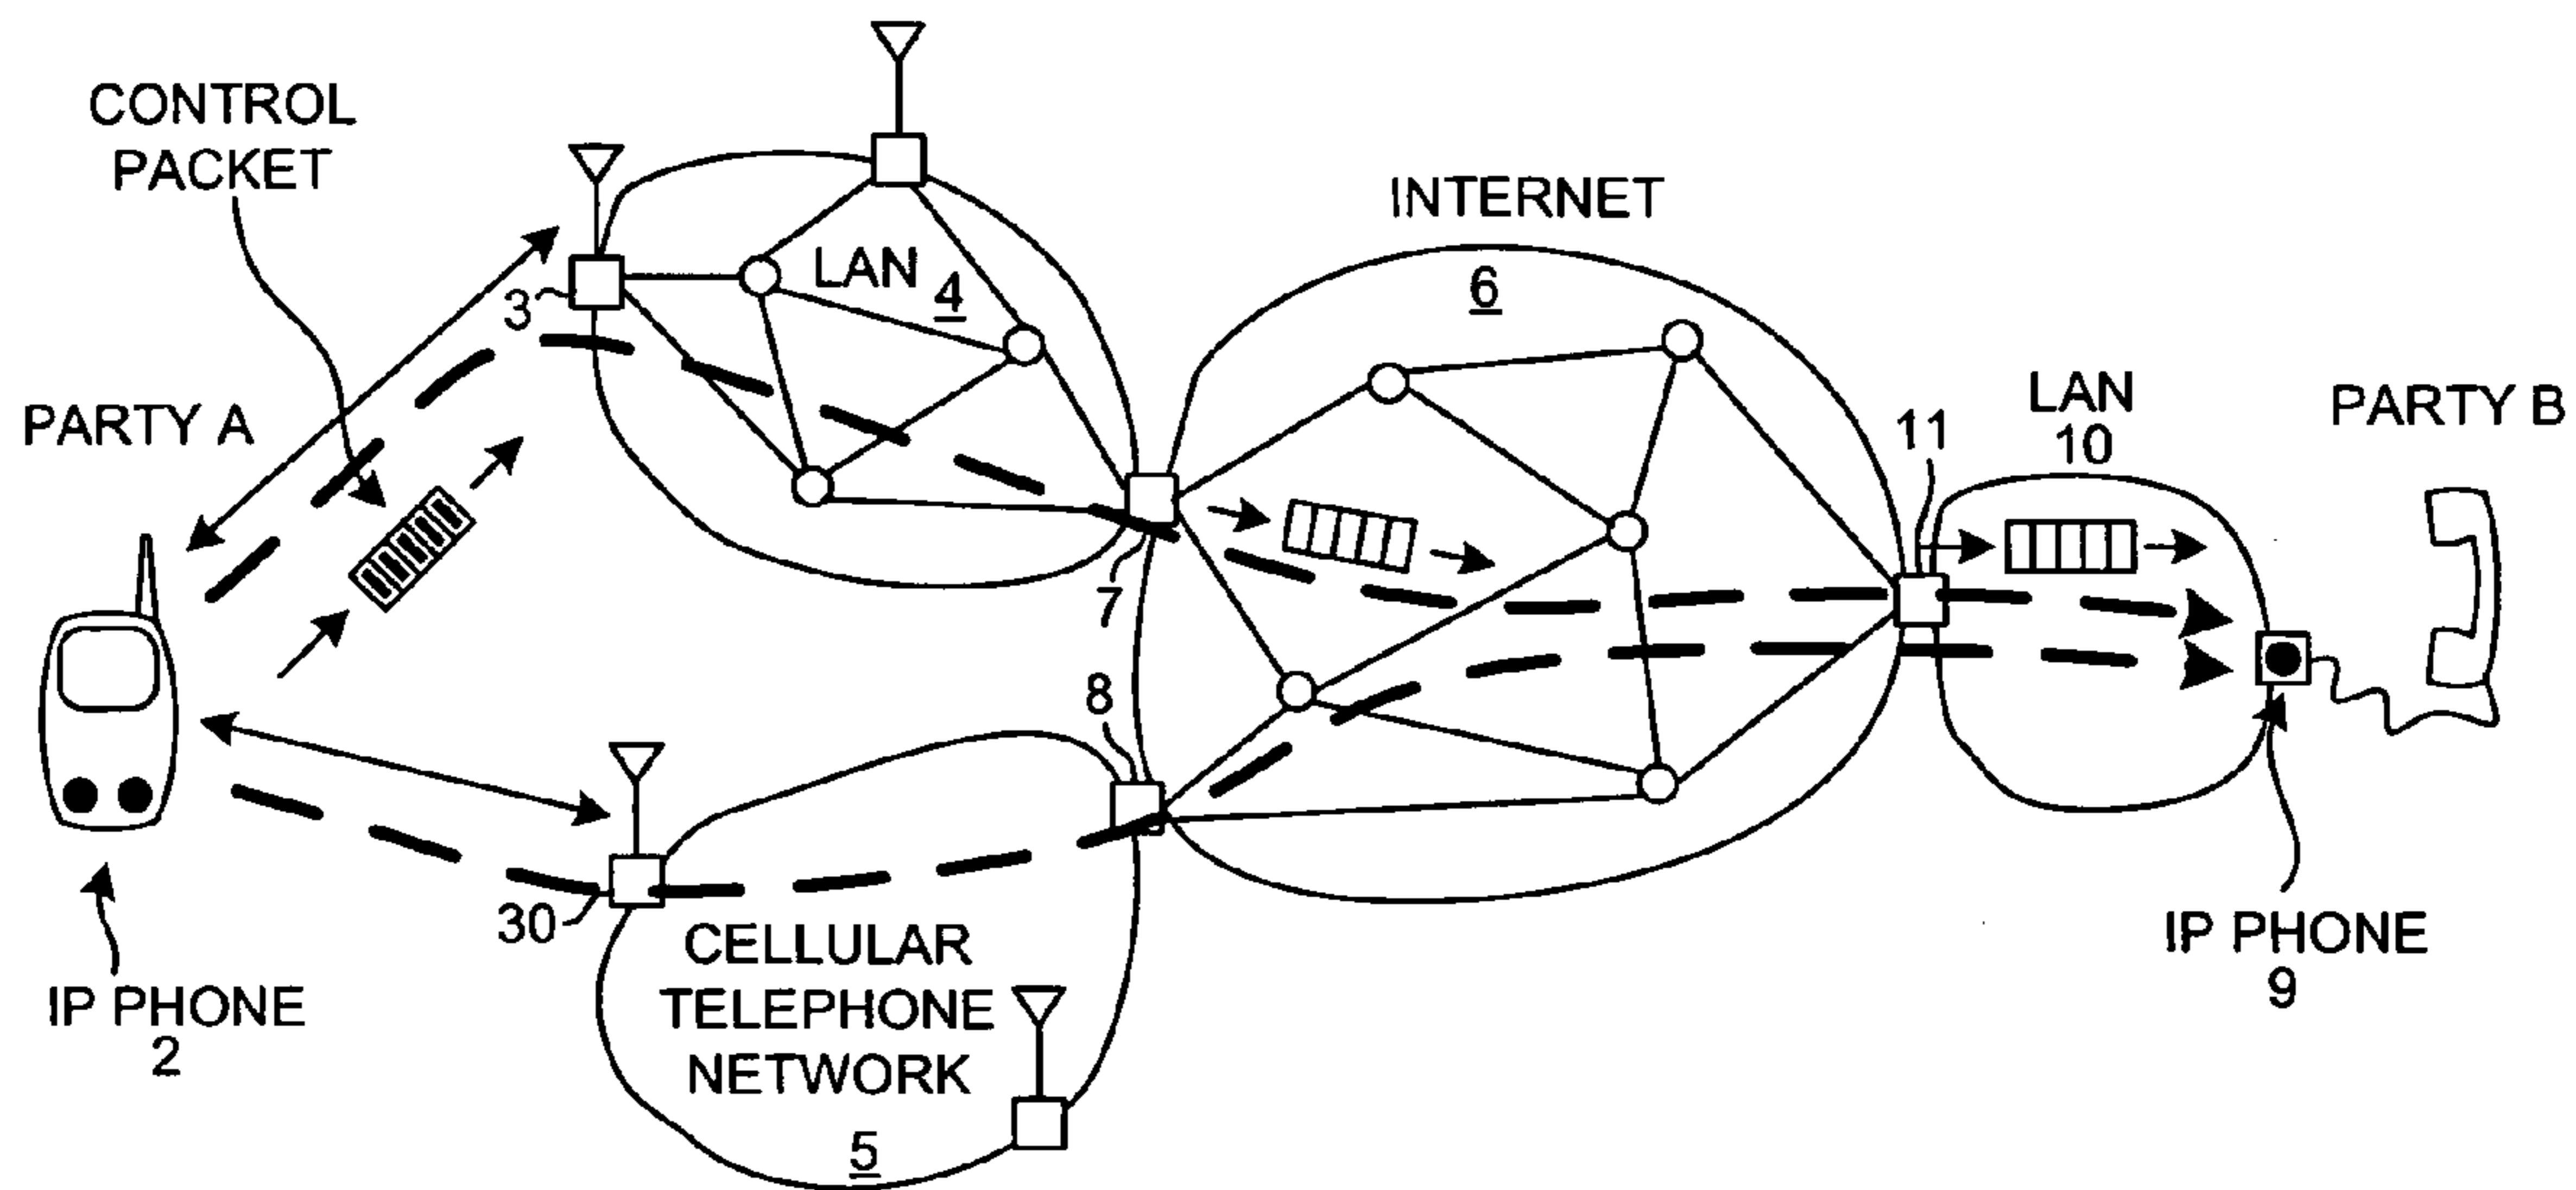 CONTROL
PACKET
INTERNET
LAN
4
6
3
PARTY A
LAN
10
11
PARTY B
7
8
30
CELLULAR
TELEPHONE
NETWORK
5
IP PHONE
2
IP PHONE
9